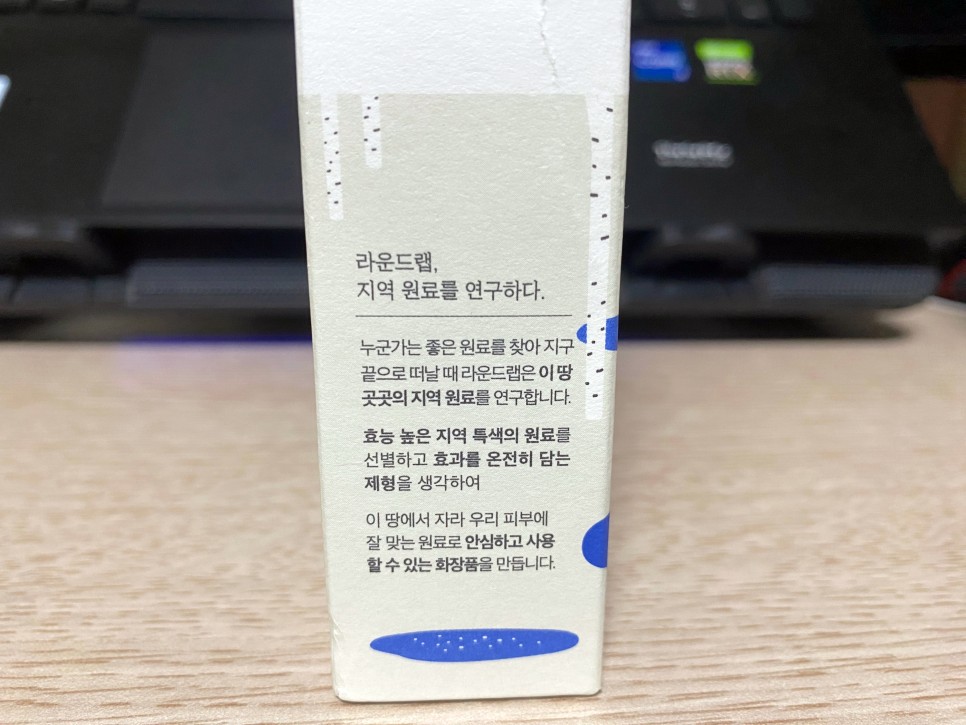 라운드랩,
지역 원료를 연구하다.
누군가는 좋은 원료를 찾아 지구
끝으로 떠날 때 라운드랩은 이 땅
곳곳의 지역 원료를 연구합니다.
효능 높은 지역 특색의 원료를
선별하고 효과를 온전히 담는
제형을 생각하여
이 땅에서 자라 우리 피부에
잘 맞는 원료로 안심하고 사용
할 수 있는 화장품을 만듭니다.